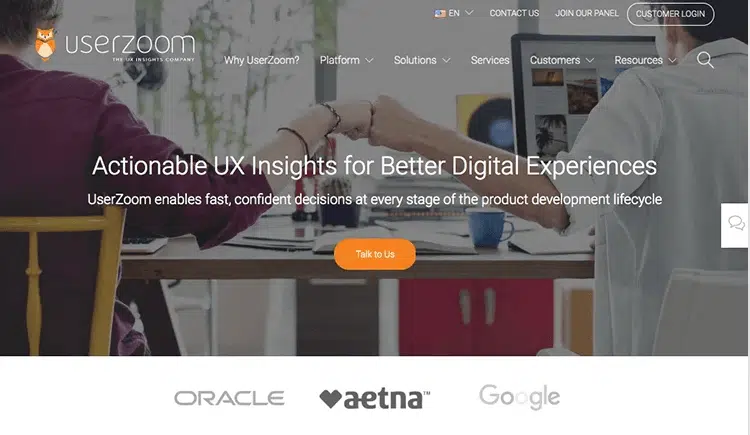 EN
CONTACT US
JOIN OUR PANEL
CUSTOMER LOGIN
userzoom
THE UX INSIGHTS COMPANY
Why UserZoom?
Platform
Solutions
Services
Customers
Resources
Actionable UX Insights for Better Digital Experiences
UserZoom enables fast, confident decisions at every stage of the product development lifecycle
Talk to Us
ORACLE
aetna™
Google